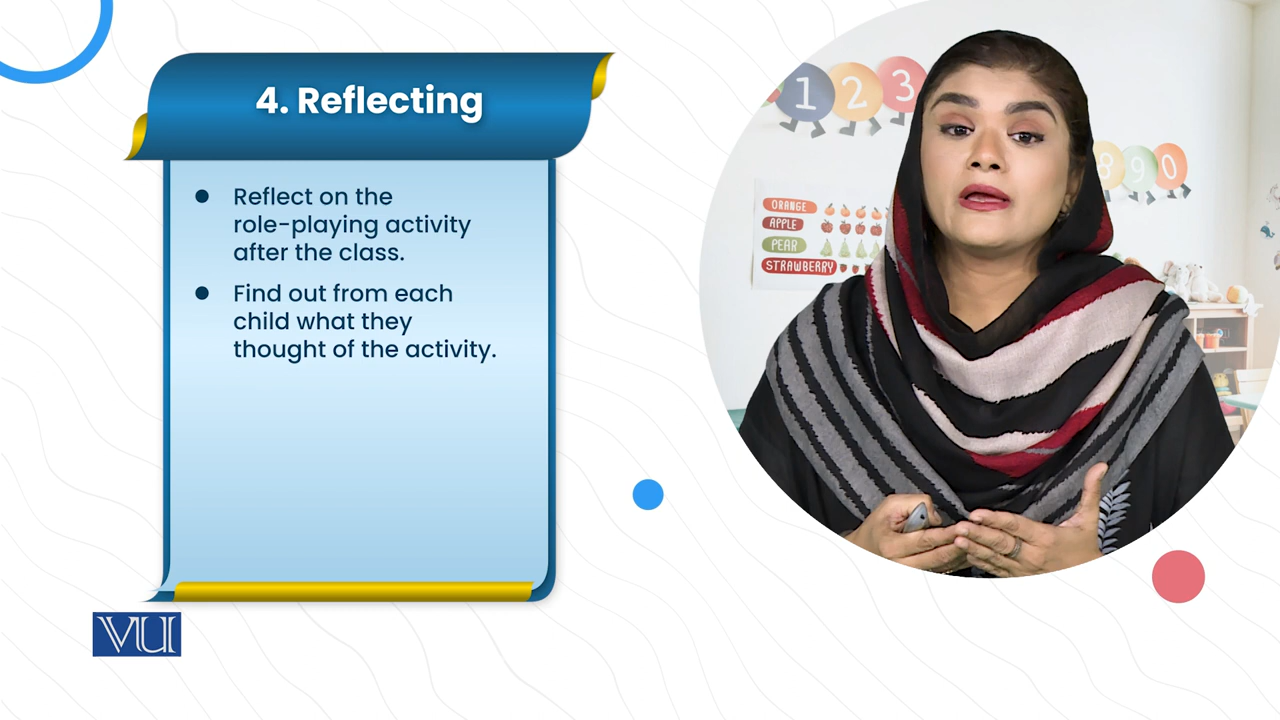 4. Reflecting
Reflect on the
role-playing activity
after the class.
Find out from each
child what they
thought of the activity.
VU
1 2 3
8 9 0
ORANGE
APPLE
PEAR
STRAWBERRY